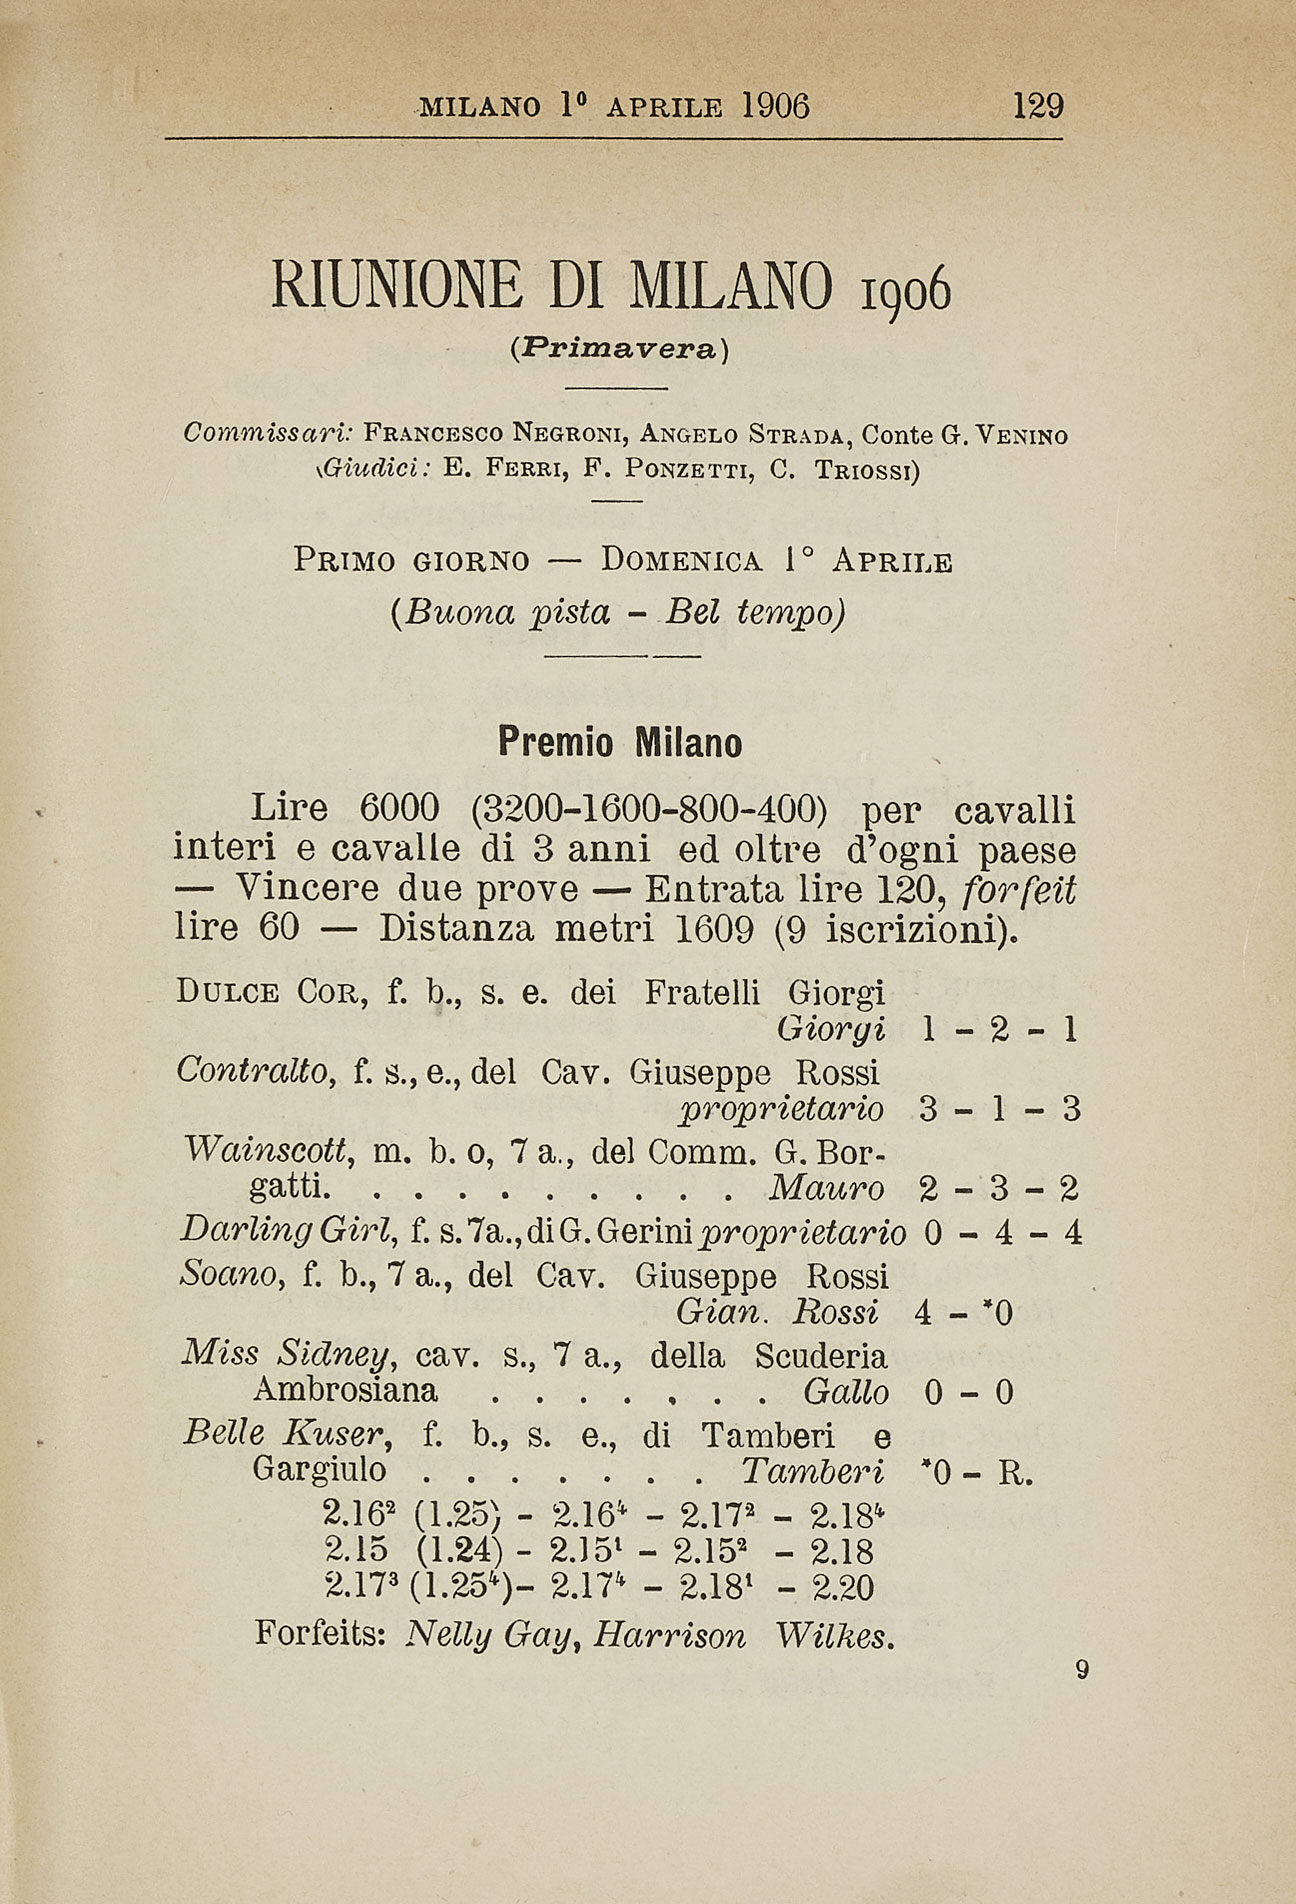 MILANO 1º APRILE 1906 129
RIUNIONE DI MILANO 1906
(Primavera)
Commissari: FRANCESCO NEGRONI, ANGELO STRADA, Conte G. VENINO
(Giudici: E. FERRI, F. PONZETTI, C. TRIOSSI)
PRIMO GIORNO — DOMENICA 1° APRILE
(Buona pista - Bel tempo)
Premio Milano
Lire 6000 (3200-1600-800-400) per cavalli
interi e cavalle di 3 anni ed oltre d'ogni paese
— Vincere due prove — Entrata lire 120, forfeit
lire 60 — Distanza metri 1609 (9 iscrizioni).
DULCE COR, f. b., s. e. dei Fratelli Giorgi
Giorgi 1 - 2 - 1
Contralto, f. s., e., del Cav. Giuseppe Rossi
proprietario 3 - 1 - 3
Wainscott, m. b. o, 7 a., del Comm. G. Bor-
gatti. . . . . . . . . . Mauro 2 - 3 - 2
Darling Girl, f. s. 7a., di G. Gerini proprietario 0 - 4 - 4
Soano, f. b., 7 a., del Cav. Giuseppe Rossi
Gian. Rossi 4 - *0
Miss Sidney, cav. s., 7 a., della Scuderia
Ambrosiana . . . . . . . Gallo 0 - 0
Belle Kuser, f. b., s. e., di Tamberi e
Gargiulo . . . . . . . Tamberi *0 - R.
2.16² (1.25) - 2.16⁴ - 2.17² - 2.18⁴
2.15 (1.24) - 2.15¹ - 2.15² - 2.18
2.17³ (1.25⁴)- 2.17⁴ - 2.18¹ - 2.20
Forfeits: Nelly Gay, Harrison Wilkes.
9